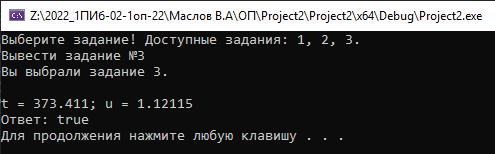 Z:\2022_1ПИб-02-1оп-22\Маслов В.А\ОП\Project2\Project2\x64\Debug\Project2.exe
Выберите задание! Доступные задания: 1, 2, 3.
Вывести задание №3
Вы выбрали задание 3.
t = 373.411; u = 1.12115
Ответ: true
Для продолжения нажмите любую клавишу . . .